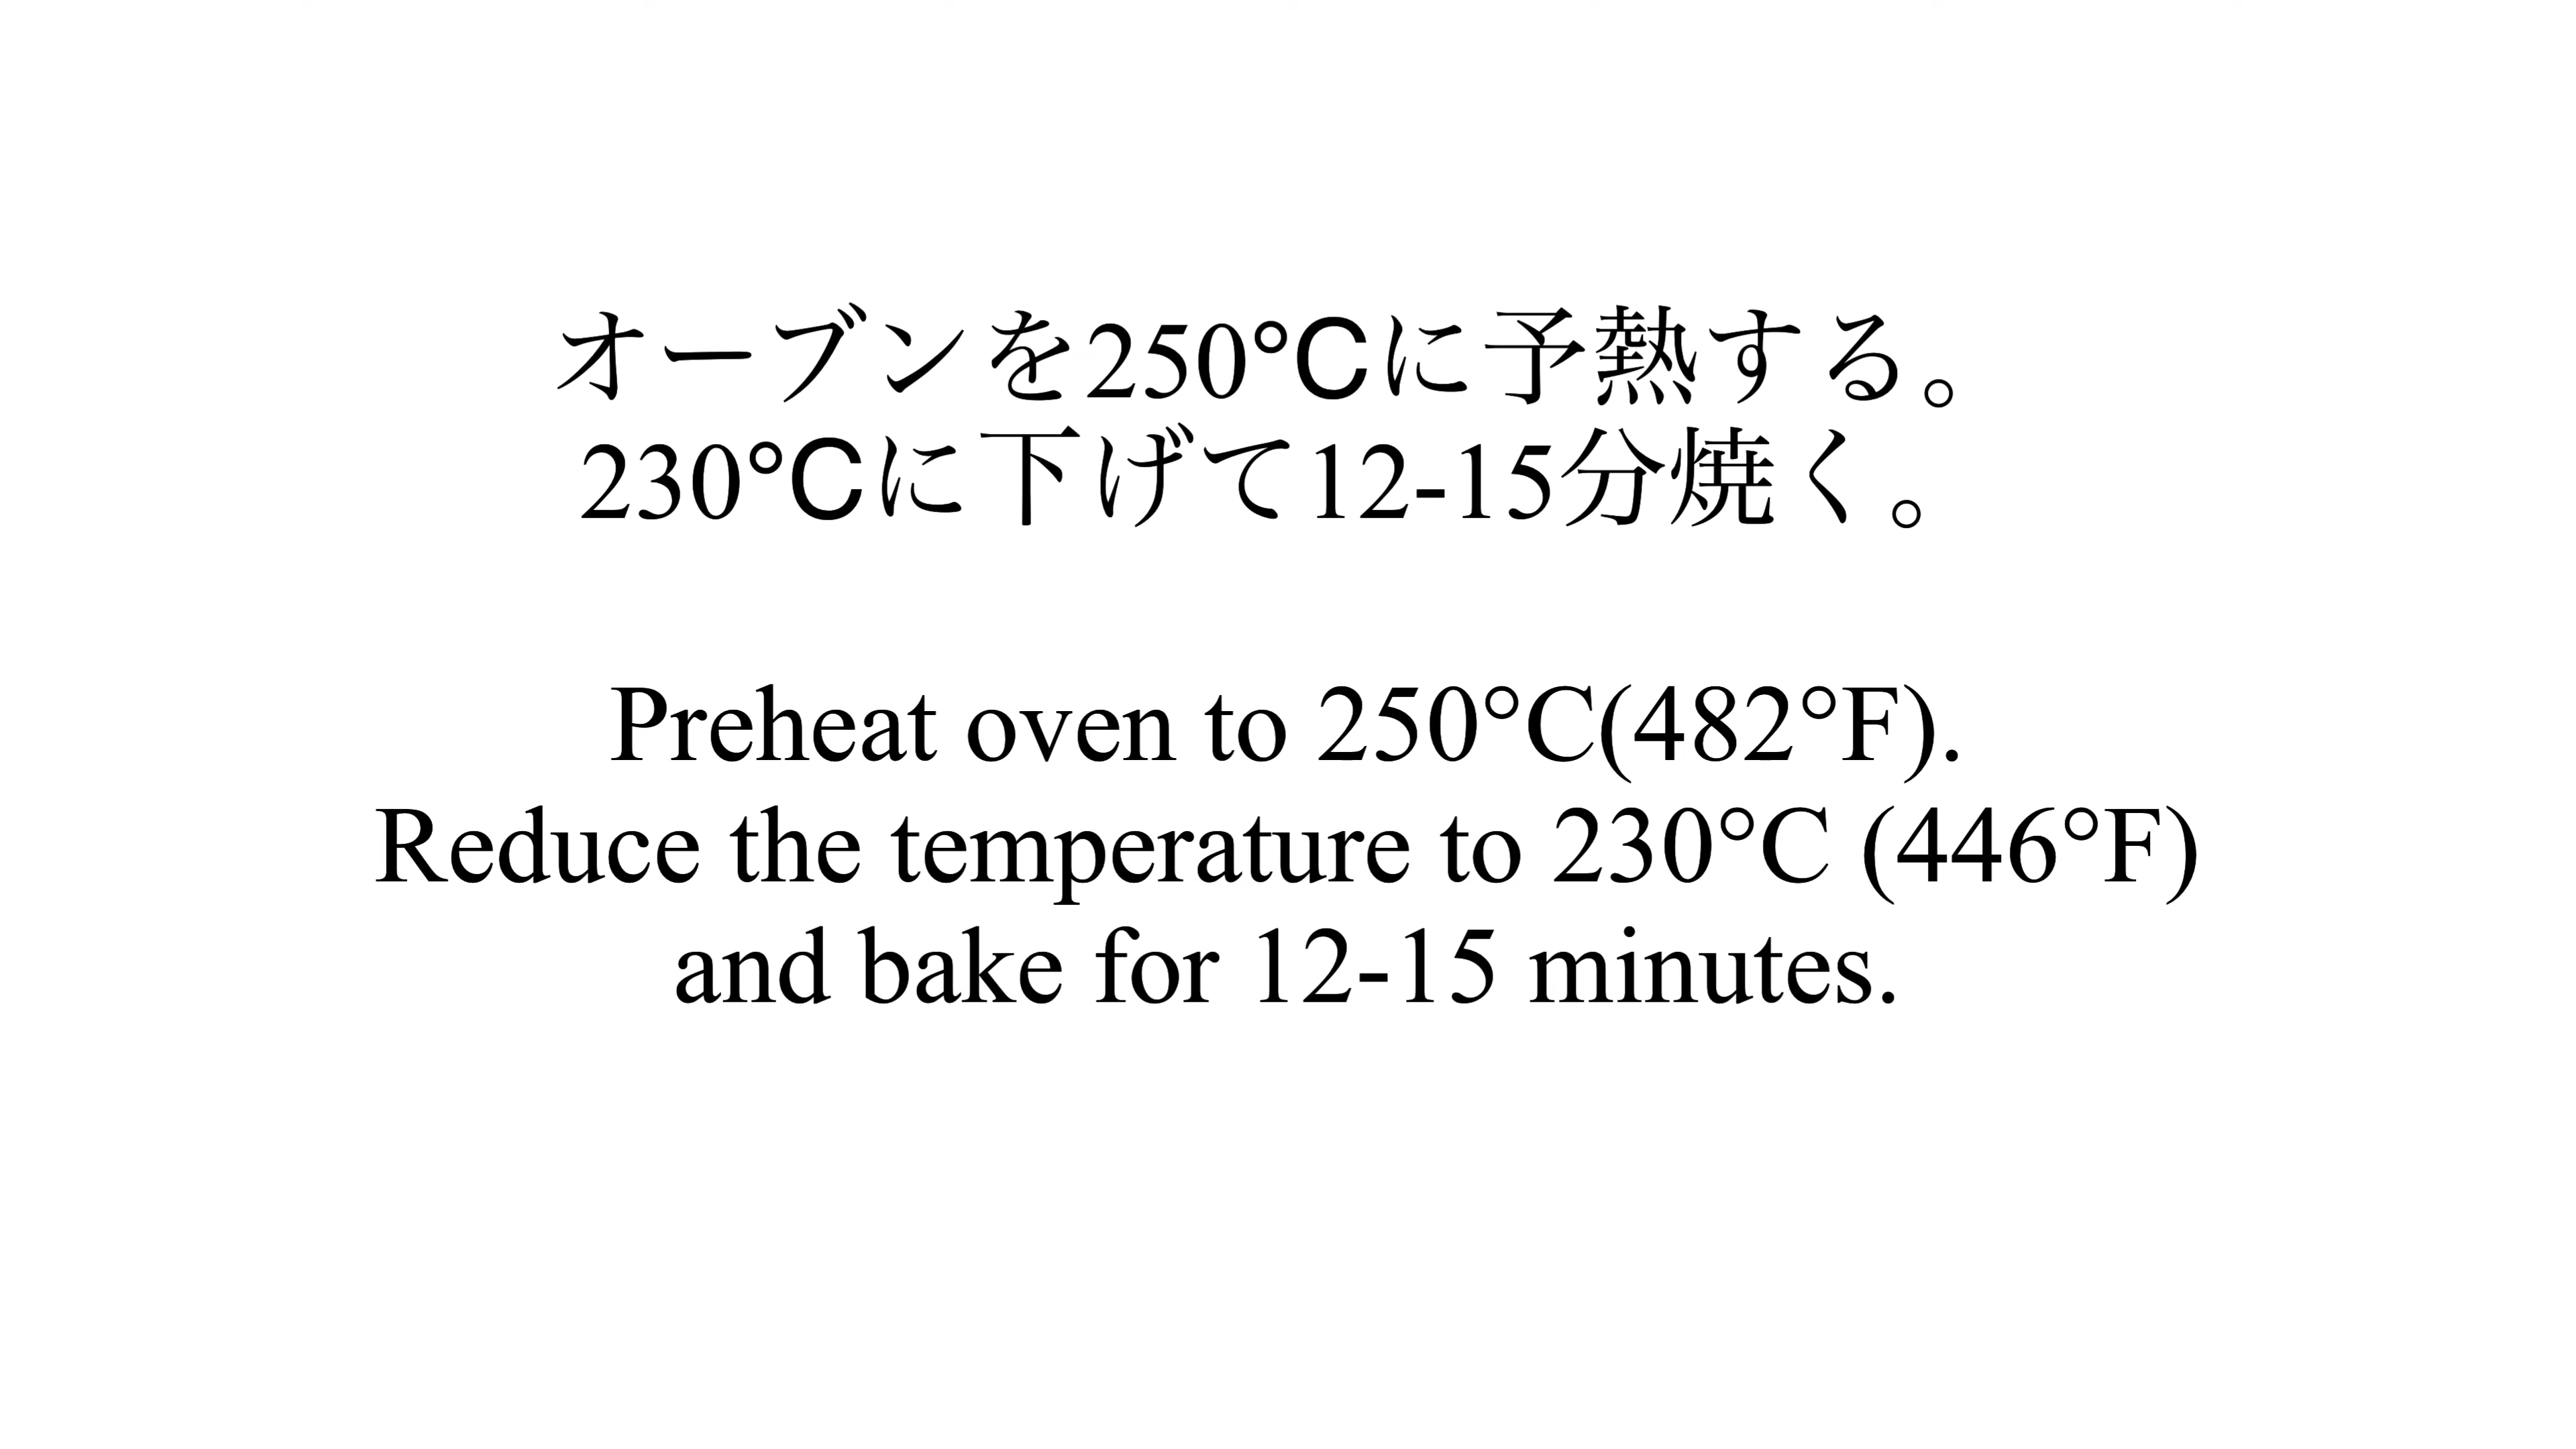 オーブンを250℃に予熱する。
230℃に下げて12-15分焼く。
Preheat oven to 250°C(482°F).
Reduce the temperature to 230°C (446°F)
and bake for 12-15 minutes.